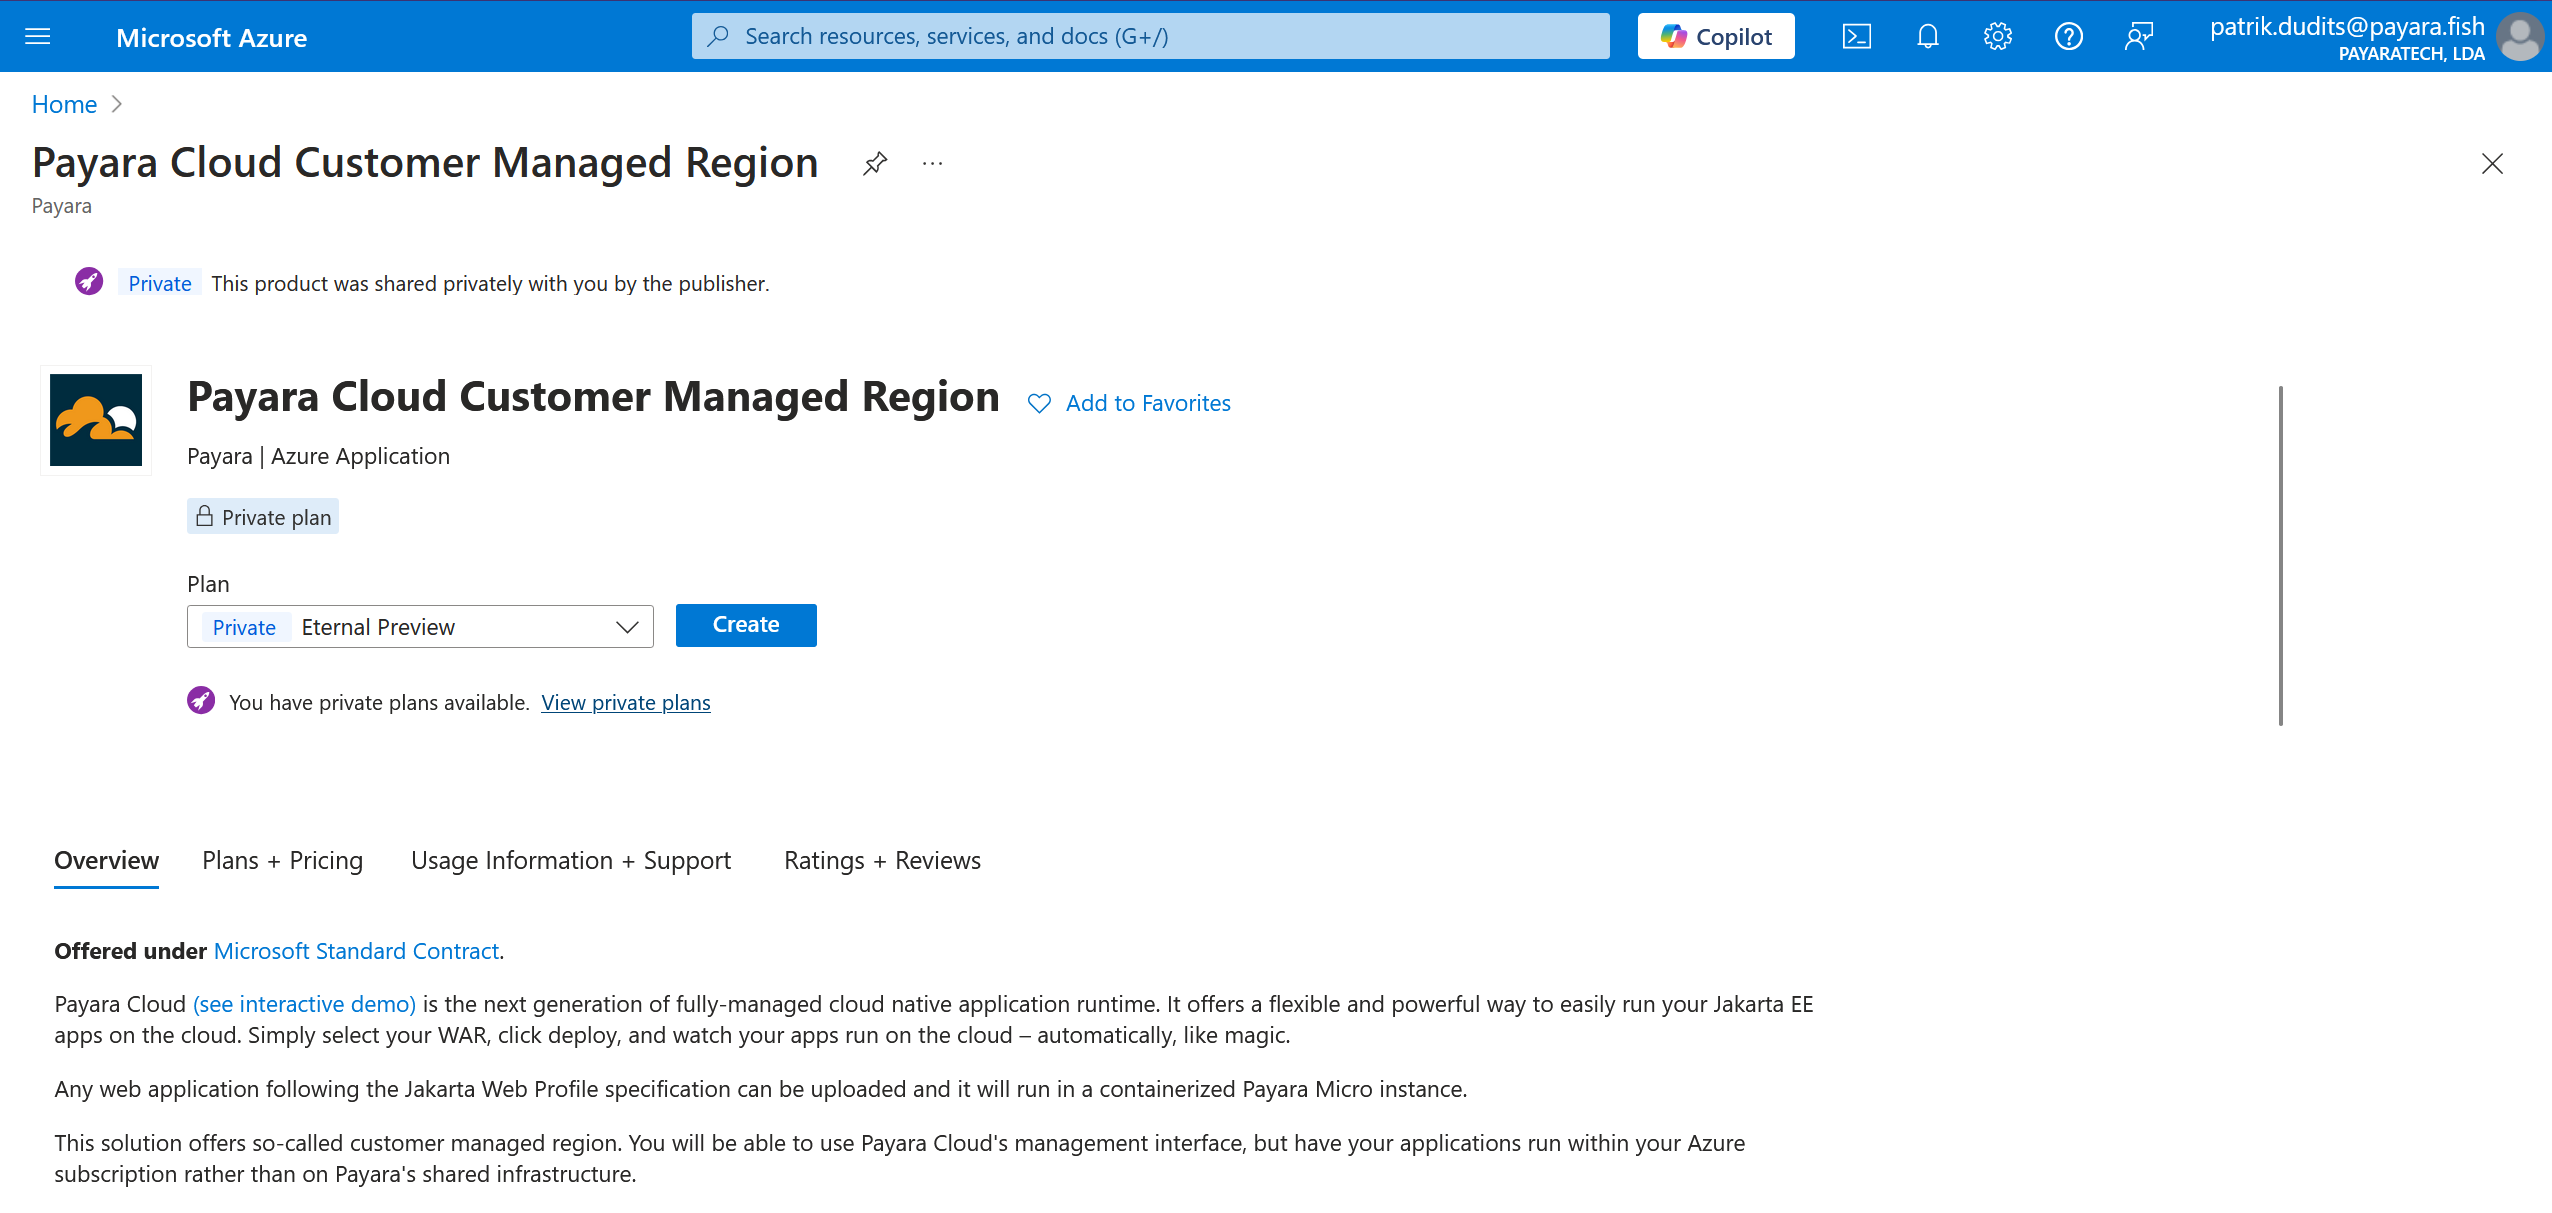 Microsoft Azure
Search resources, services, and docs (G+/)
Copilot
patrik.dudits@payara.fish
PAYARATECH, LDA
Home
Payara Cloud Customer Managed Region
Payara
Private This product was shared privately with you by the publisher.
Payara Cloud Customer Managed Region
Add to Favorites
Payara | Azure Application
Private plan
Plan
Private Eternal Preview
Create
You have private plans available. View private plans
Overview
Plans + Pricing
Usage Information + Support
Ratings + Reviews
Offered under Microsoft Standard Contract.
Payara Cloud (see interactive demo) is the next generation of fully-managed cloud native application runtime. It offers a flexible and powerful way to easily run your Jakarta EE
apps on the cloud. Simply select your WAR, click deploy, and watch your apps run on the cloud – automatically, like magic.
Any web application following the Jakarta Web Profile specification can be uploaded and it will run in a containerized Payara Micro instance.
This solution offers so-called customer managed region. You will be able to use Payara Cloud's management interface, but have your applications run within your Azure
subscription rather than on Payara's shared infrastructure.